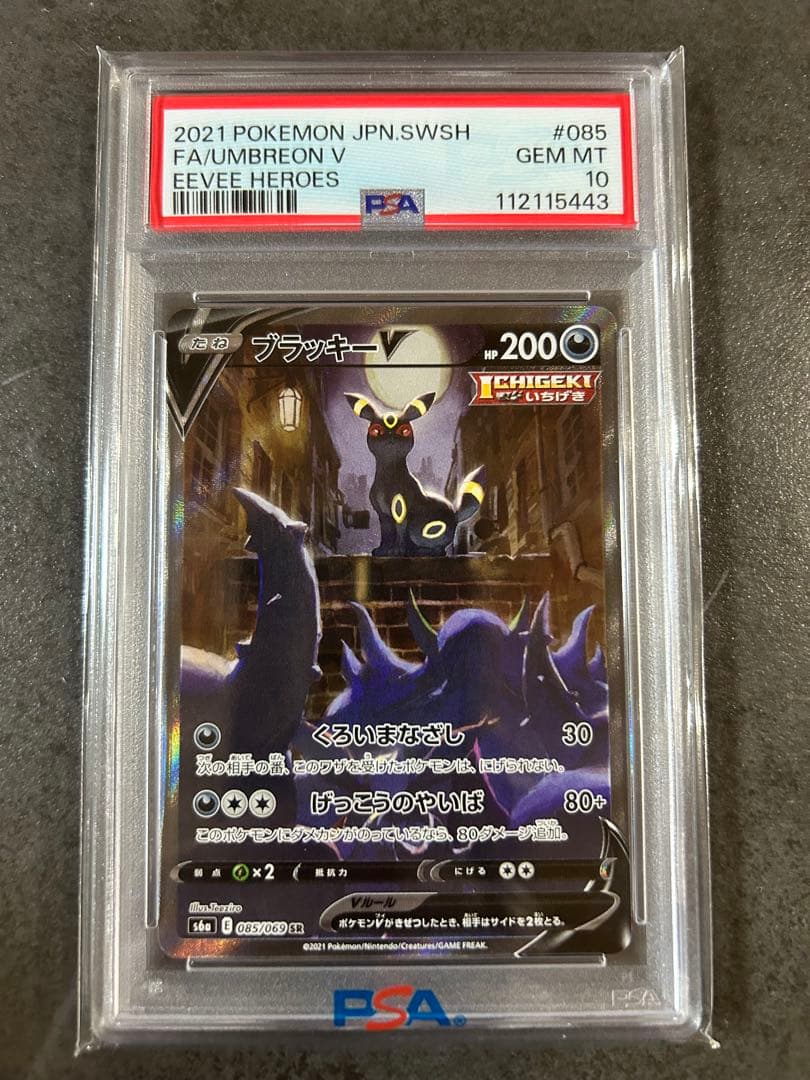 2021 POKEMON JPN.SWSH #085
FA/UMBREON V GEM MT
EEVEE HEROES 10
PSA 112115443
たね ブラッキーV HP 200
ICHIGEKI
いちげき
くろいまなざし 30
次の相手の番、このワザを受けたポケモンは、にげられない。
げっこうのやいば 80+
このポケモンにダメカンがのっているなら、80ダメージ追加。
弱点 ×2 抵抗力 にげる
Illus.Teeziro
Vルール
ポケモンVがきぜつしたとき、相手はサイドを2枚とる。
s6a E 085/069 SR
©2021 Pokémon/Nintendo/Creatures/GAME FREAK.
PSA
PSA